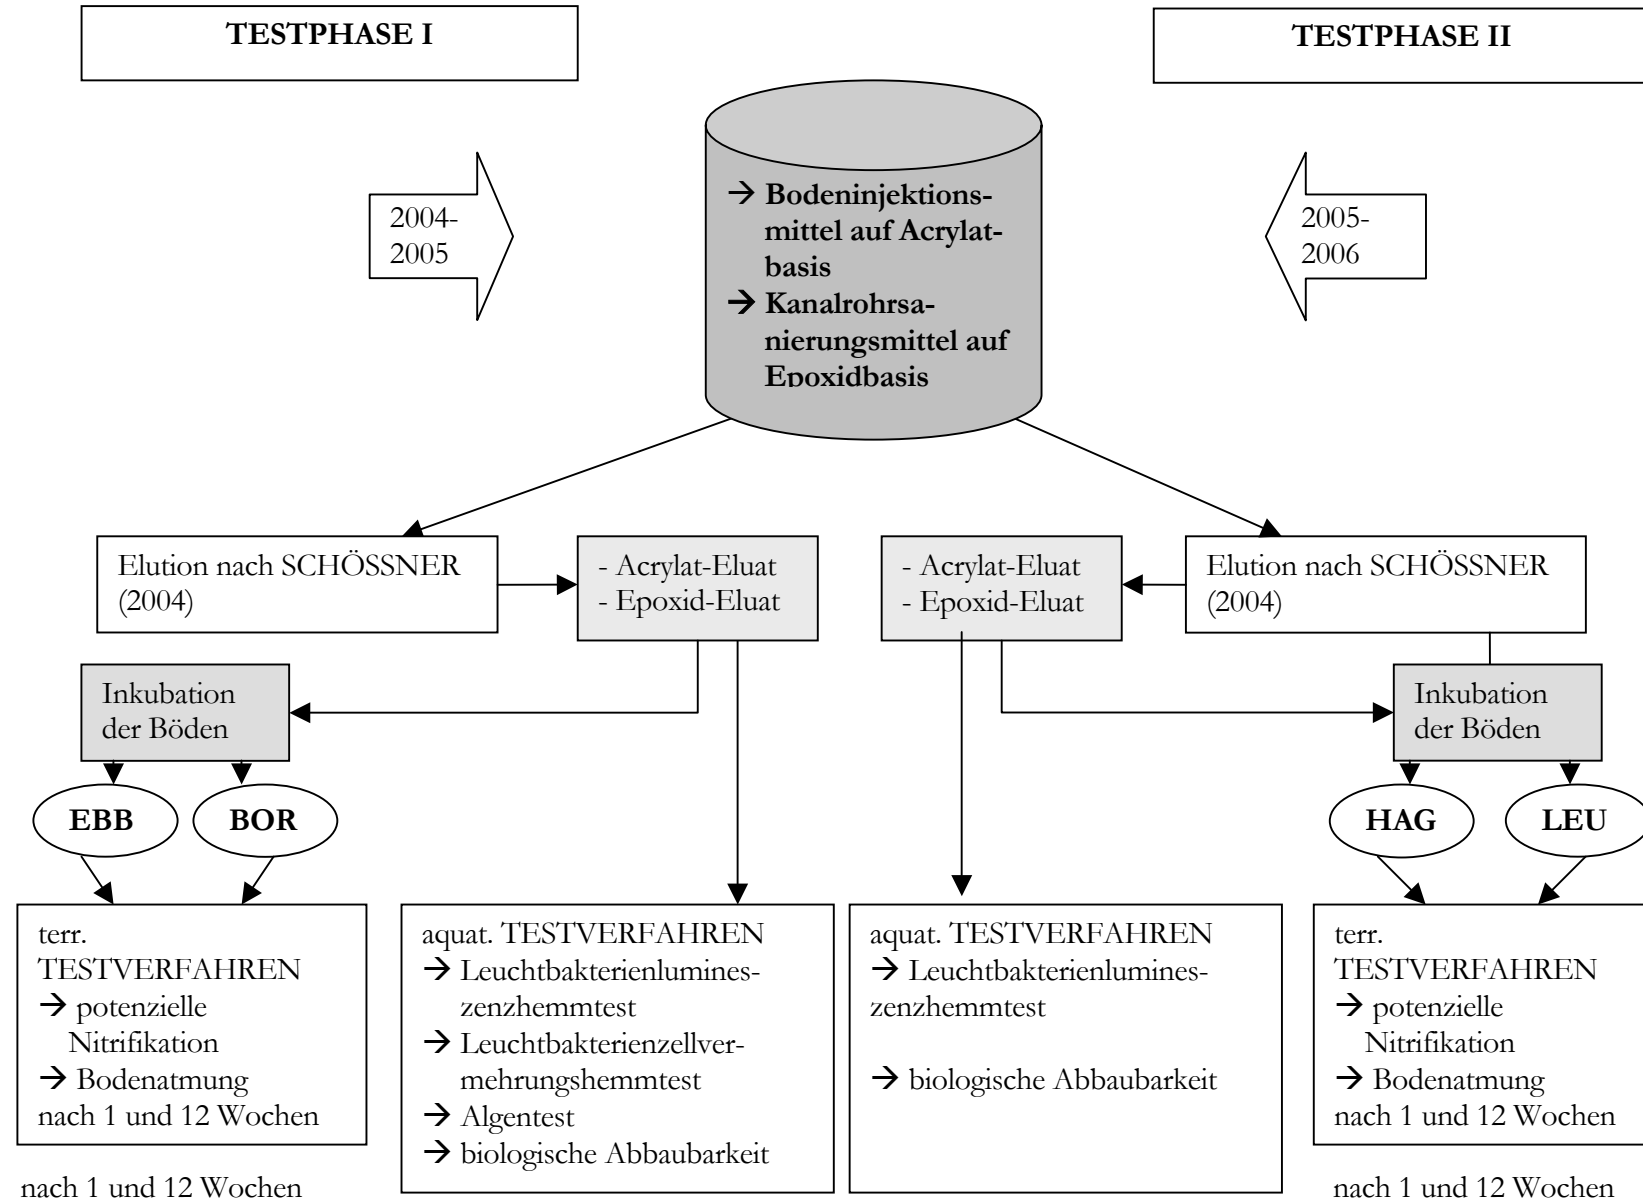 TESTPHASE I
TESTPHASE II
2004-
2005
→ Bodeninjektions-
mittel auf Acrylat-
basis
→ Kanalrohrsa-
nierungsmittel auf
Epoxidbasis
2005-
2006
Elution nach SCHÖSSNER
(2004)
- Acrylat-Eluat
- Epoxid-Eluat
- Acrylat-Eluat
- Epoxid-Eluat
Elution nach SCHÖSSNER
(2004)
Inkubation
der Böden
Inkubation
der Böden
EBB
BOR
HAG
LEU
terr.
TESTVERFAHREN
→ potenzielle
Nitrifikation
→ Bodenatmung
nach 1 und 12 Wochen
nach 1 und 12 Wochen
aquat. TESTVERFAHREN
→ Leuchtbakterienlumines-
zenzhemmtest
→ Leuchtbakterienzellver-
mehrungshemmtest
→ Algentest
→ biologische Abbaubarkeit
aquat. TESTVERFAHREN
→ Leuchtbakterienlumines-
zenzhemmtest
→ biologische Abbaubarkeit
terr.
TESTVERFAHREN
→ potenzielle
Nitrifikation
→ Bodenatmung
nach 1 und 12 Wochen
nach 1 und 12 Wochen